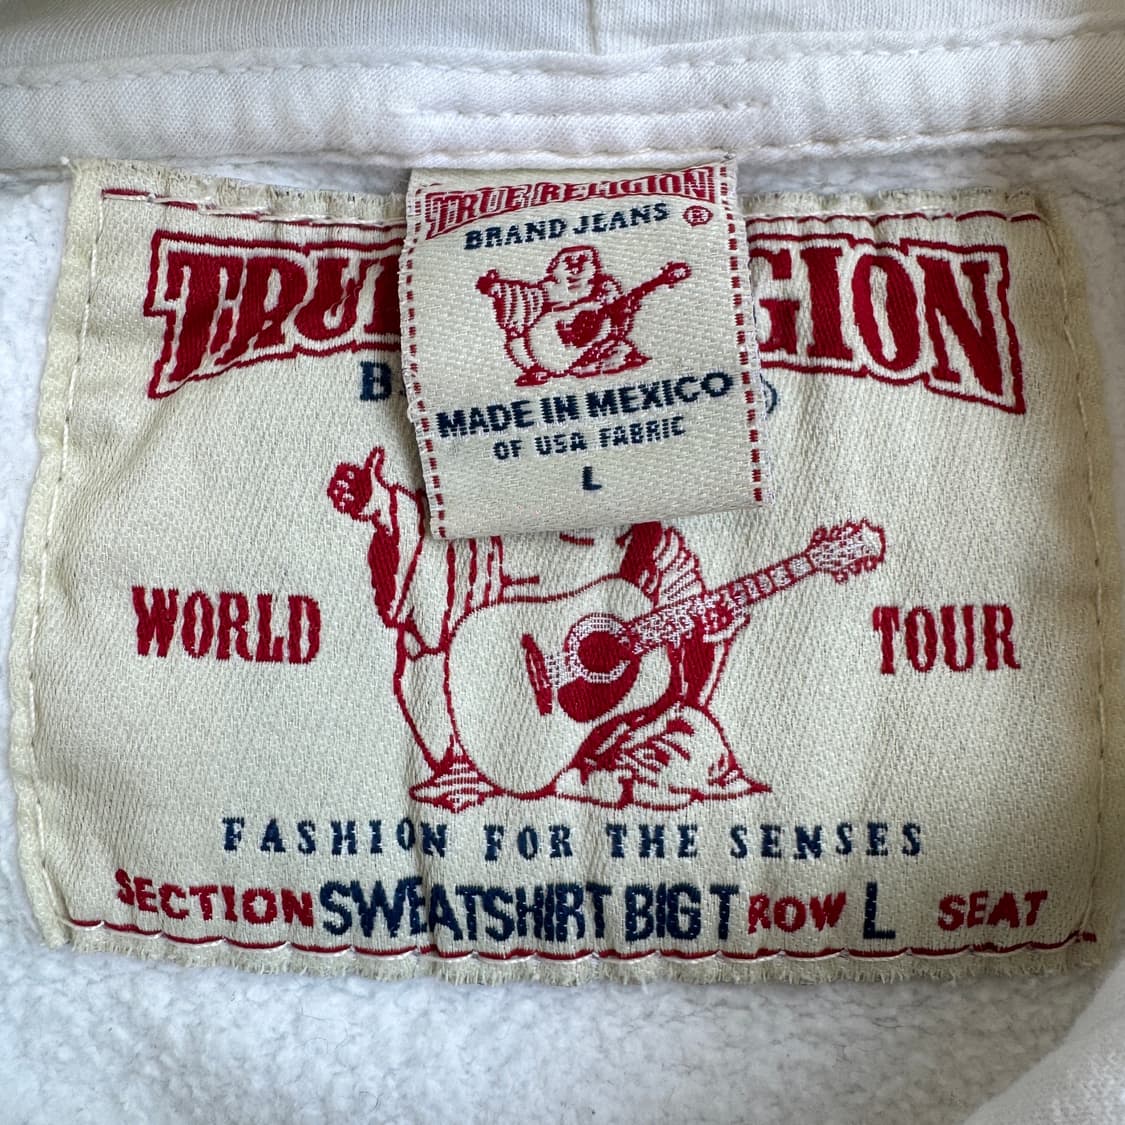 TRUE RELIGION
BRAND JEANS ®
MADE IN MEXICO
OF USA FABRIC
L
TRU GION
B ®
WORLD TOUR
FASHION FOR THE SENSES
SECTION SWEATSHIRT BIG T ROW L SEAT